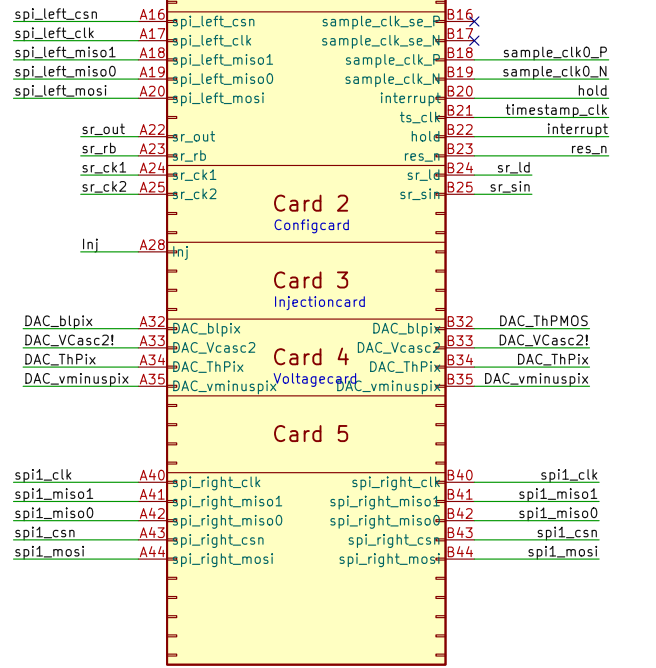 spi_left_csn A16 spi_left_csn sample_clk_se_P B16
spi_left_clk A17 spi_left_clk sample_clk_se_N B17
spi_left_miso1 A18 spi_left_miso1 sample_clk_P B18 sample_clk0_P
spi_left_miso0 A19 spi_left_miso0 sample_clk_N B19 sample_clk0_N
spi_left_mosi A20 spi_left_mosi interrupt B20 hold
ts_clk B21 timestamp_clk
sr_out A22 sr_out hold B22 interrupt
sr_rb A23 sr_rb res_n B23 res_n
sr_ck1 A24 sr_ck1 sr_ld B24 sr_ld
sr_ck2 A25 sr_ck2 sr_sin B25 sr_sin
Card 2
Configcard
Inj A28 Inj
Card 3
Injectioncard
DAC_blpix A32 DAC_blpix DAC_blpix B32 DAC_ThPMOS
DAC_VCasc2! A33 DAC_Vcasc2 DAC_Vcasc2 B33 DAC_VCasc2!
Card 4
DAC_ThPix A34 DAC_ThPix DAC_ThPix B34 DAC_ThPix
Voltagecard
DAC_vminuspix A35 DAC_vminuspix DAC_vminuspix B35 DAC_vminuspix
Card 5
spi1_clk A40 spi_right_clk spi_right_clk B40 spi1_clk
spi1_miso1 A41 spi_right_miso1 spi_right_miso1 B41 spi1_miso1
spi1_miso0 A42 spi_right_miso0 spi_right_miso0 B42 spi1_miso0
spi1_csn A43 spi_right_csn spi_right_csn B43 spi1_csn
spi1_mosi A44 spi_right_mosi spi_right_mosi B44 spi1_mosi